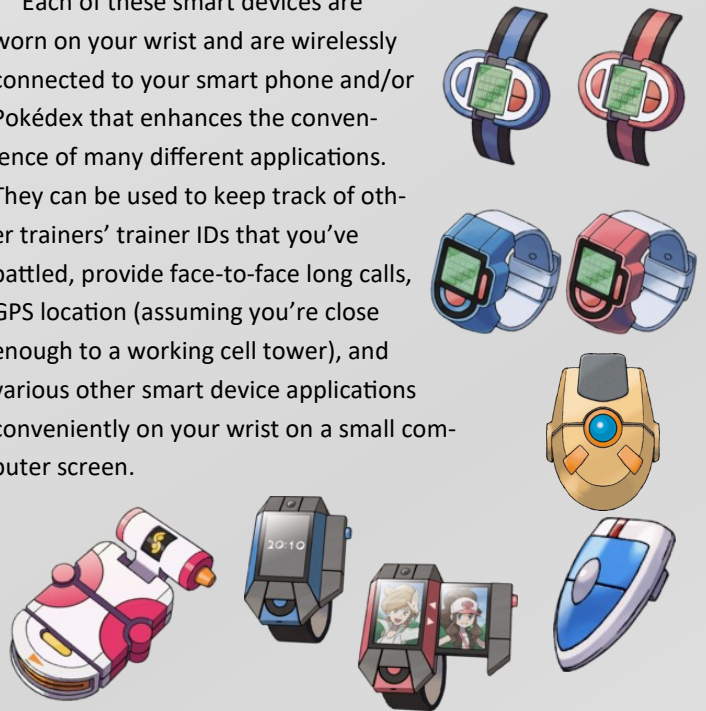 Each of these smart devices are
worn on your wrist and are wirelessly
connected to your smart phone and/or
Pokédex that enhances the conven-
ience of many different applications.
They can be used to keep track of oth-
er trainers’ trainer IDs that you’ve
battled, provide face-to-face long calls,
GPS location (assuming you’re close
enough to a working cell tower), and
various other smart device applications
conveniently on your wrist on a small com-
puter screen.
20:10